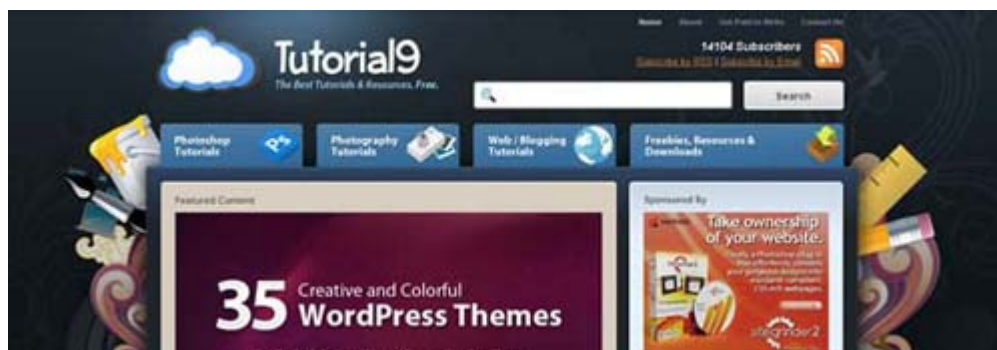 Home About Get Paid to Write Contact Us
Tutorial9
The Best Tutorials & Resources, Free.
14104 Subscribers
Subscribe by RSS | Subscribe by Email
Search
Photoshop
Tutorials
Ps
Photography
Tutorials
Web / Blogging
Tutorials
Freebies, Resources &
Downloads
Featured Content
Sponsored By
35 Creative and Colorful
WordPress Themes
Take ownership
of your website.
sitegrinder2